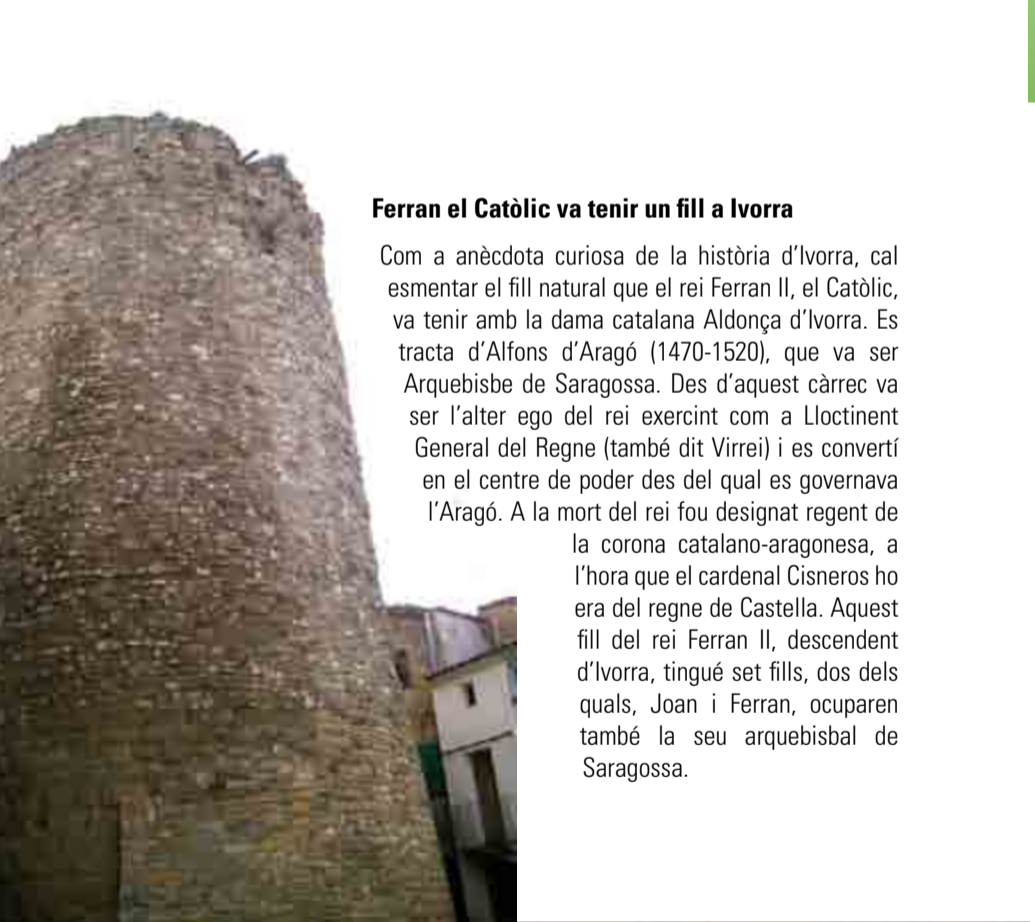 Ferran el Catòlic va tenir un fill a Ivorra
Com a anècdota curiosa de la història d'Ivorra, cal
esmentar el fill natural que el rei Ferran II, el Catòlic,
va tenir amb la dama catalana Aldonça d'Ivorra. Es
tracta d'Alfons d'Aragó (1470-1520), que va ser
Arquebisbe de Saragossa. Des d'aquest càrrec va
ser l'alter ego del rei exercint com a Lloctinent
General del Regne (també dit Virrei) i es convertí
en el centre de poder des del qual es governava
l'Aragó. A la mort del rei fou designat regent de
la corona catalano-aragonesa, a
l'hora que el cardenal Cisneros ho
era del regne de Castella. Aquest
fill del rei Ferran II, descendent
d'Ivorra, tingué set fills, dos dels
quals, Joan i Ferran, ocuparen
també la seu arquebisbal de
Saragossa.